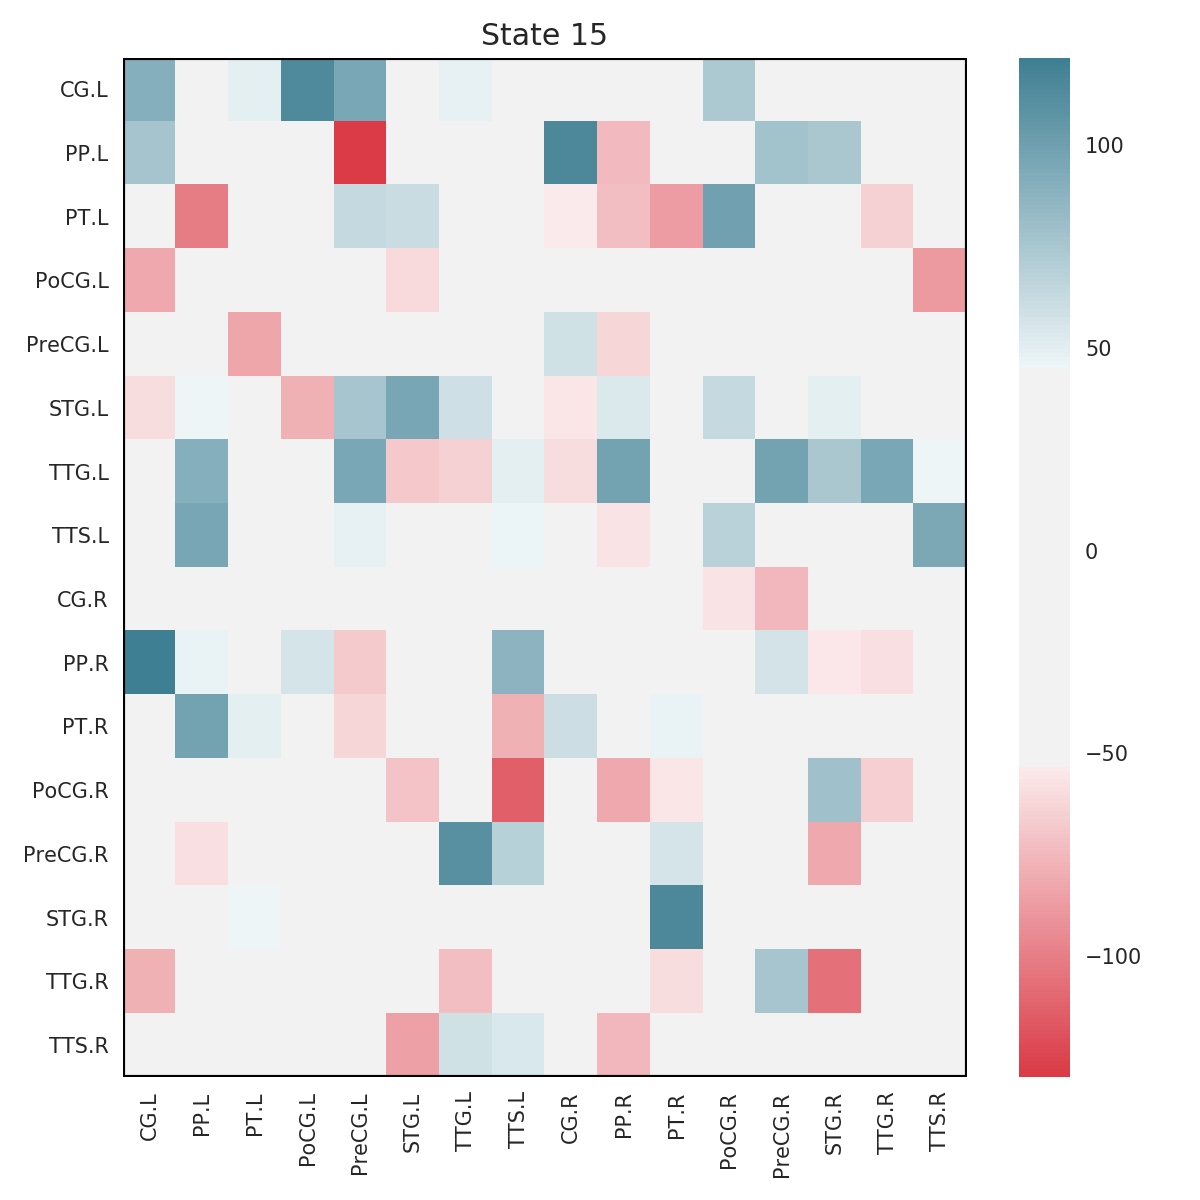 State 15
CG.L
PP.L
PT.L
PoCG.L
PreCG.L
STG.L
TTG.L
TTS.L
CG.R
PP.R
PT.R
PoCG.R
PreCG.R
STG.R
TTG.R
TTS.R
CG.L
PP.L
PT.L
PoCG.L
PreCG.L
STG.L
TTG.L
TTS.L
CG.R
PP.R
PT.R
PoCG.R
PreCG.R
STG.R
TTG.R
TTS.R
100
50
0
−50
−100